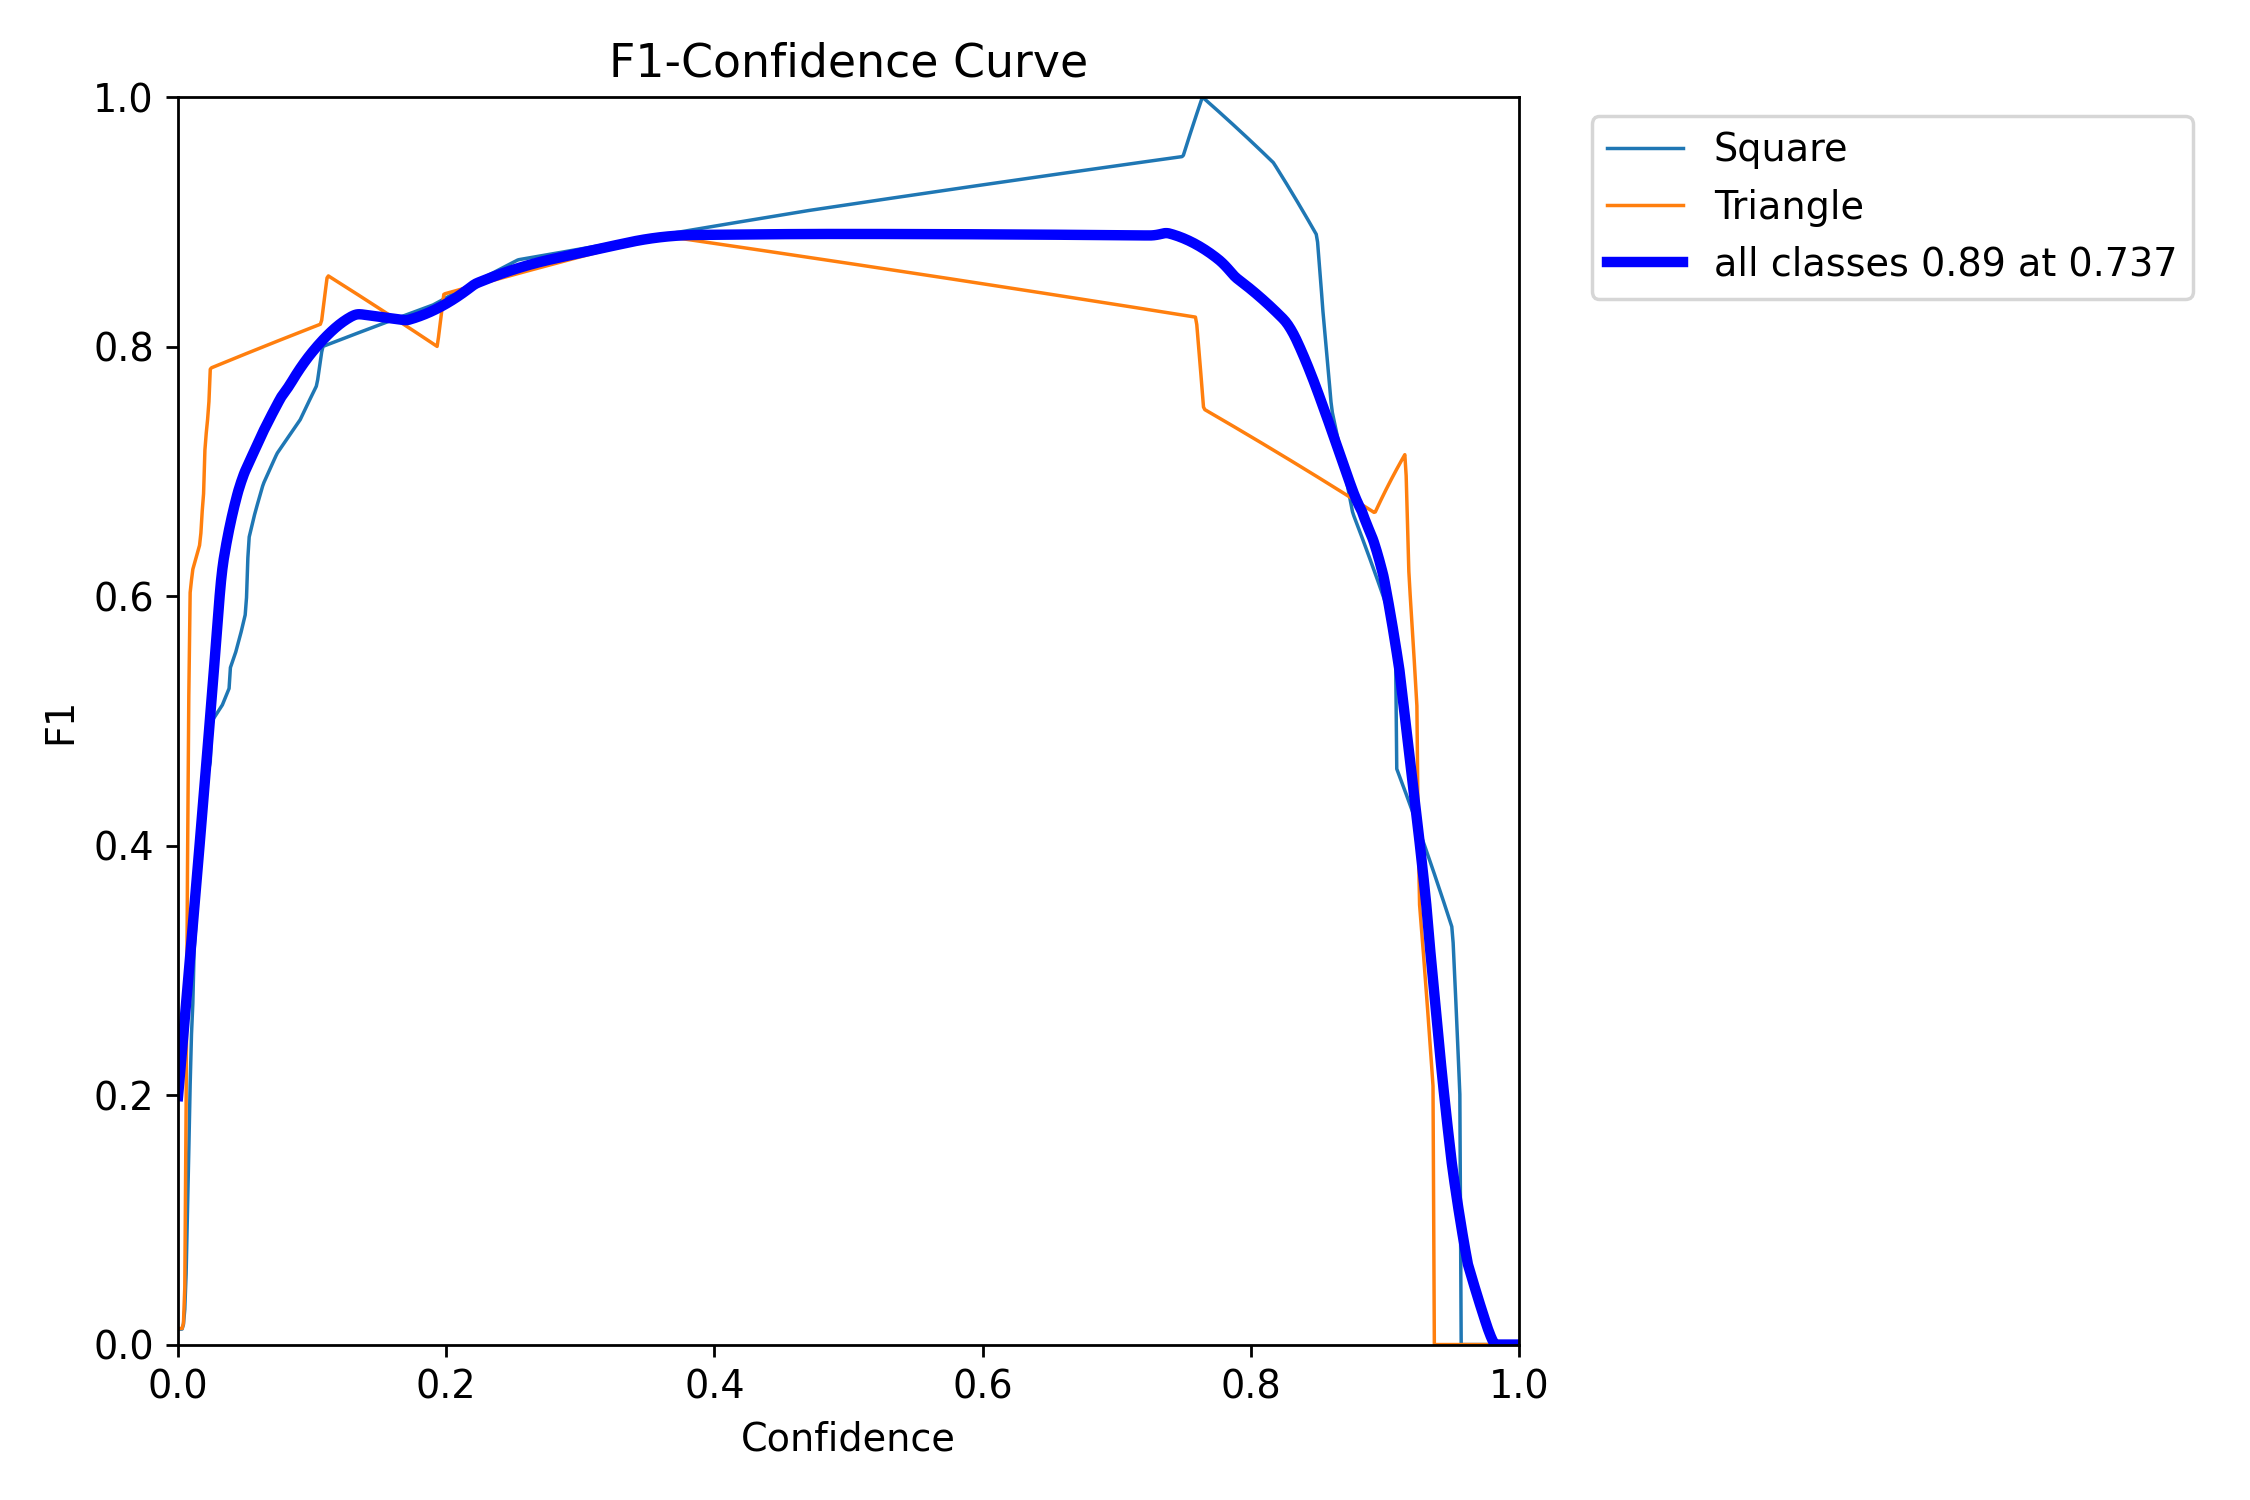 F1-Confidence Curve
1.0
0.8
0.6
0.4
0.2
0.0
F1
0.0 0.2 0.4 0.6 0.8 1.0
Confidence
Square
Triangle
all classes 0.89 at 0.737